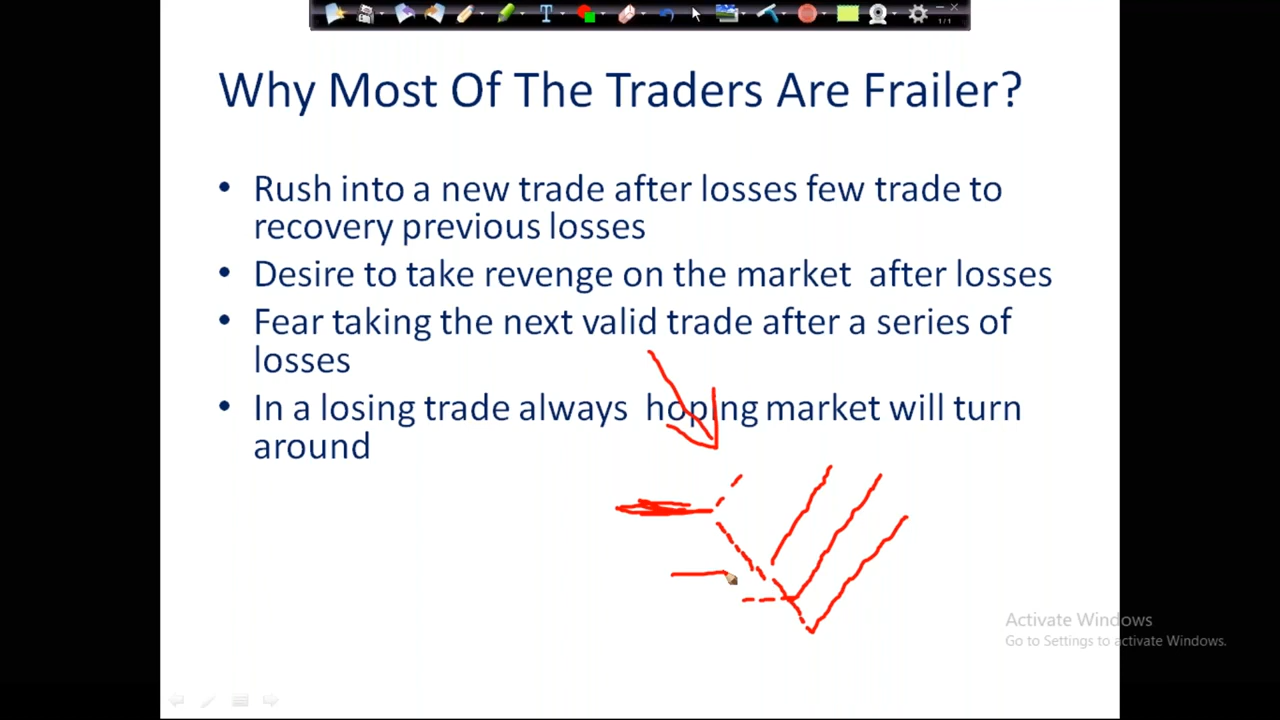 1/1
Why Most Of The Traders Are Frailer?
• Rush into a new trade after losses few trade to
recovery previous losses
• Desire to take revenge on the market after losses
• Fear taking the next valid trade after a series of
losses
• In a losing trade always hoping market will turn
around
Activate Windows
Go to Settings to activate Windows.